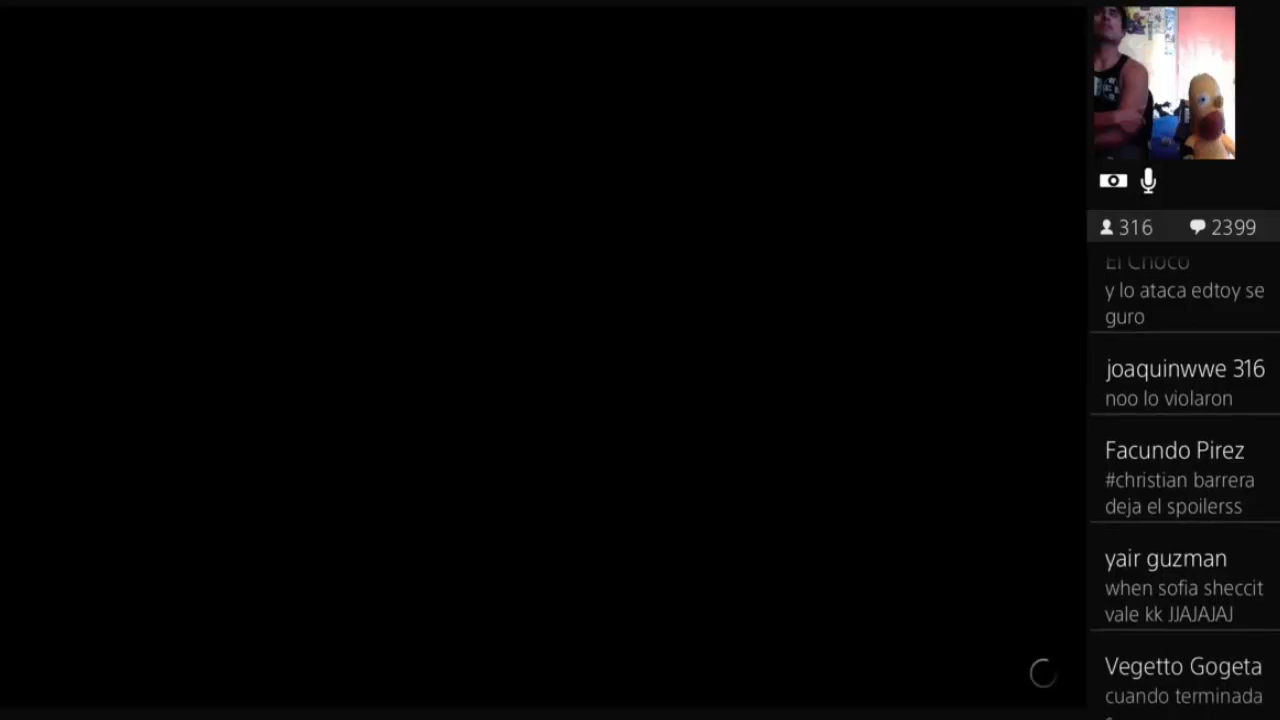 316 2399
El Choco
y lo ataca edtoy se
guro
joaquinwwe 316
noo lo violaron
Facundo Pirez
#christian barrera
deja el spoilerss
yair guzman
when sofia sheccit
vale kk JJAJAJAJ
Vegetto Gogeta
cuando terminada